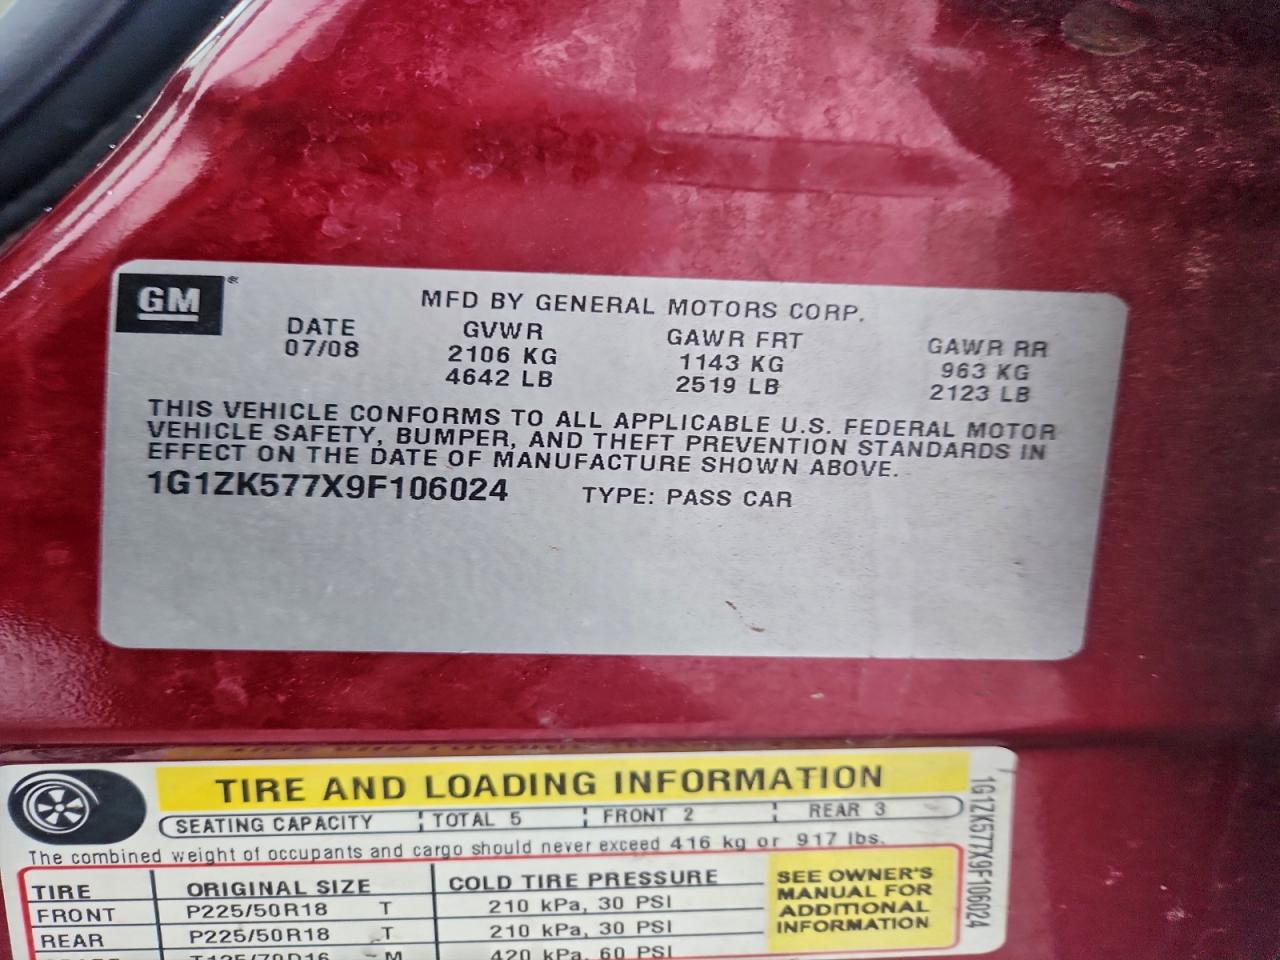 GM
MFD BY GENERAL MOTORS CORP.
DATE GVWR GAWR FRT GAWR RR
07/08 2106 KG 1143 KG 963 KG
4642 LB 2519 LB 2123 LB
THIS VEHICLE CONFORMS TO ALL APPLICABLE U.S. FEDERAL MOTOR
VEHICLE SAFETY, BUMPER, AND THEFT PREVENTION STANDARDS IN
EFFECT ON THE DATE OF MANUFACTURE SHOWN ABOVE.
1G1ZK577X9F106024 TYPE: PASS CAR
TIRE AND LOADING INFORMATION
SEATING CAPACITY TOTAL 5 FRONT 2 REAR 3
The combined weight of occupants and cargo should never exceed 416 kg or 917 lbs.
TIRE ORIGINAL SIZE COLD TIRE PRESSURE
FRONT P225/50R18 T 210 kPa, 30 PSI
REAR P225/50R18 T 210 kPa, 30 PSI
T125/70D16 M 420 kPa, 60 PSI
SEE OWNER'S
MANUAL FOR
ADDITIONAL
INFORMATION
1G1ZK577X9F106024